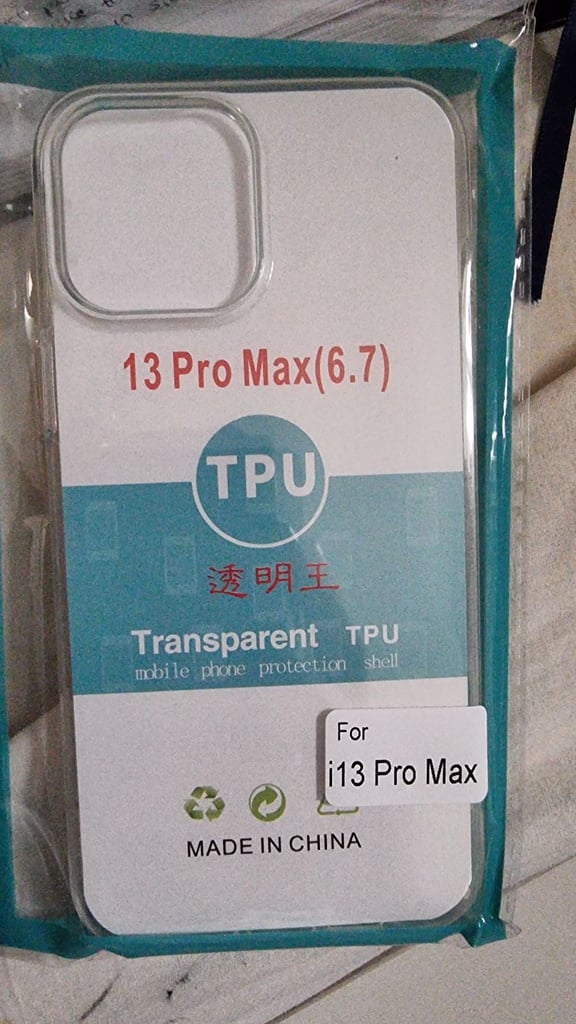 13 Pro Max(6.7)
TPU
透明王
Transparent TPU
mobile phone protection shell
For
i13 Pro Max
MADE IN CHINA